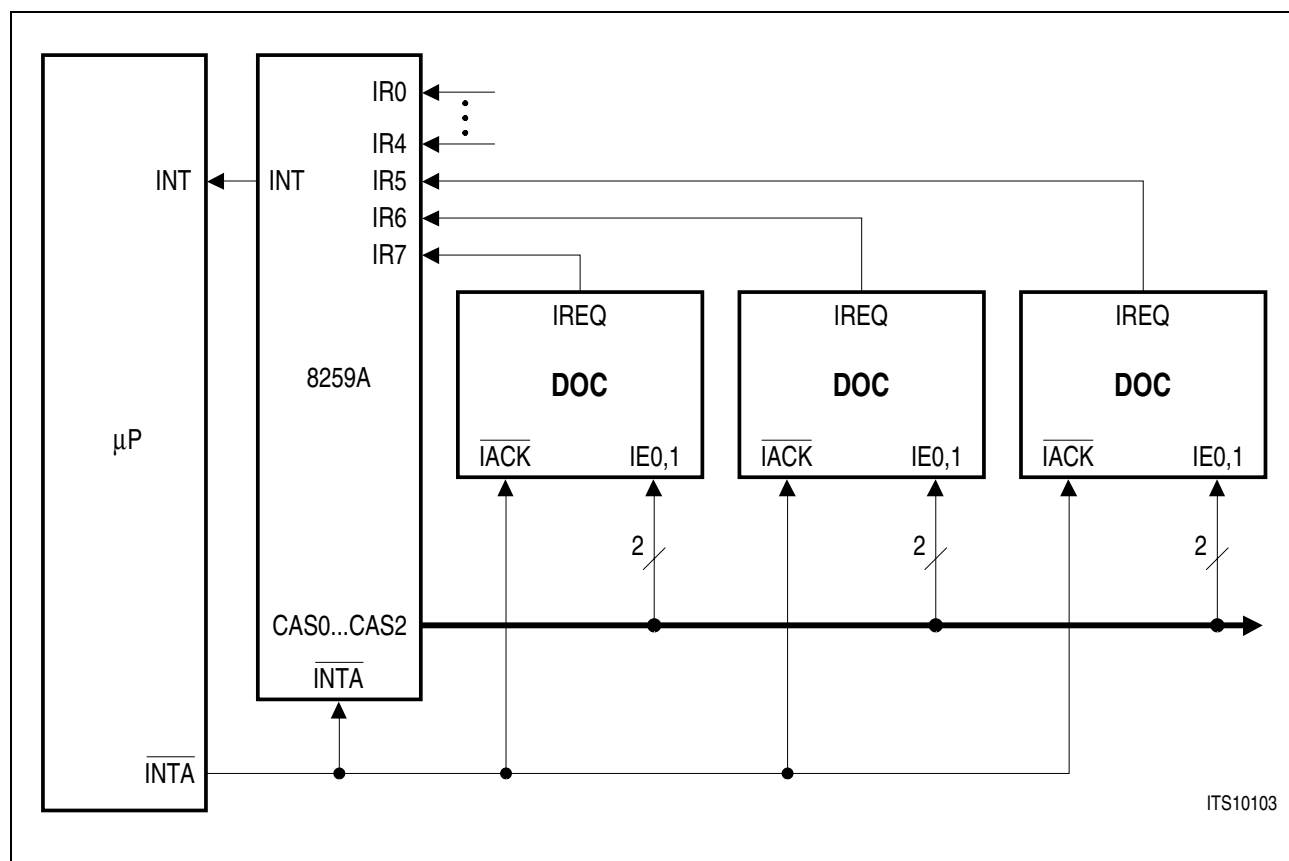 IR0
IR4
INT INT IR5
IR6
IR7
IREQ IREQ IREQ
8259A DOC DOC DOC
μP
IACK IE0,1 IACK IE0,1 IACK IE0,1
2 2 2
CAS0...CAS2
INTA
INTA
ITS10103